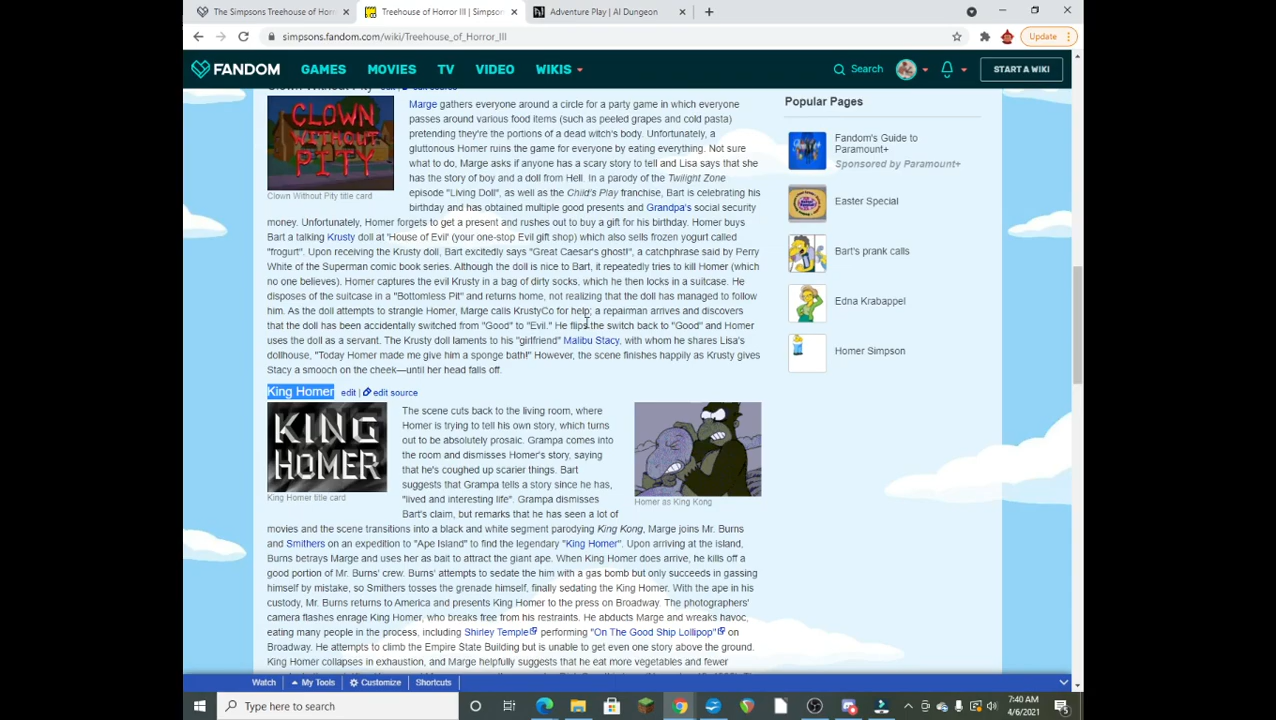 The Simpsons Treehouse of Horror
Treehouse of Horror III | Simpson
Adventure Play | AI Dungeon
simpsons.fandom.com/wiki/Treehouse_of_Horror_III
Update
FANDOM
GAMES
MOVIES
TV
VIDEO
WIKIS
Search
START A WIKI
Clown Without Pity edit | edit source
CLOWN
WITHOUT
PITY
Clown Without Pity title card
Marge gathers everyone around a circle for a party game in which everyone
passes around various food items (such as peeled grapes and cold pasta)
pretending they're the portions of a dead witch's body. Unfortunately, a
gluttonous Homer ruins the game for everyone by eating everything. Not sure
what to do, Marge asks if anyone has a scary story to tell and Lisa says that she
has the story of boy and a doll from Hell. In a parody of the Twilight Zone
episode "Living Doll", as well as the Child's Play franchise, Bart is celebrating his
birthday and has obtained multiple good presents and Grandpa's social security
money. Unfortunately, Homer forgets to get a present and rushes out to buy a gift for his birthday. Homer buys
Bart a talking Krusty doll at 'House of Evil' (your one-stop Evil gift shop) which also sells frozen yogurt called
"frogurt". Upon receiving the Krusty doll, Bart excitedly says "Great Caesar's ghost!", a catchphrase said by Perry
White of the Superman comic book series. Although the doll is nice to Bart, it repeatedly tries to kill Homer (which
no one believes). Homer captures the evil Krusty in a bag of dirty socks, which he then locks in a suitcase. He
disposes of the suitcase in a "Bottomless Pit" and returns home, not realizing that the doll has managed to follow
him. As the doll attempts to strangle Homer, Marge calls KrustyCo for help; a repairman arrives and discovers
that the doll has been accidentally switched from "Good" to "Evil." He flips the switch back to "Good" and Homer
uses the doll as a servant. The Krusty doll laments to his "girlfriend" Malibu Stacy, with whom he shares Lisa's
dollhouse, "Today Homer made me give him a sponge bath!" However, the scene finishes happily as Krusty gives
Stacy a smooch on the cheek—until her head falls off.
King Homer edit | edit source
KING
HOMER
King Homer title card
The scene cuts back to the living room, where
Homer is trying to tell his own story, which turns
out to be absolutely prosaic. Grampa comes into
the room and dismisses Homer's story, saying
that he's coughed up scarier things. Bart
suggests that Grampa tells a story since he has,
"lived and interesting life". Grampa dismisses
Bart's claim, but remarks that he has seen a lot of
Homer as King Kong
movies and the scene transitions into a black and white segment parodying King Kong, Marge joins Mr. Burns
and Smithers on an expedition to "Ape Island" to find the legendary "King Homer". Upon arriving at the island,
Burns betrays Marge and uses her as bait to attract the giant ape. When King Homer does arrive, he kills off a
good portion of Mr. Burns' crew. Burns' attempts to sedate the him with a gas bomb but only succeeds in gassing
himself by mistake, so Smithers tosses the grenade himself, finally sedating the King Homer. With the ape in his
custody, Mr. Burns returns to America and presents King Homer to the press on Broadway. The photographers'
camera flashes enrage King Homer, who breaks free from his restraints. He abducts Marge and wreaks havoc,
eating many people in the process, including Shirley Temple performing "On The Good Ship Lollipop" on
Broadway. He attempts to climb the Empire State Building but is unable to get even one story above the ground.
King Homer collapses in exhaustion, and Marge helpfully suggests that he eat more vegetables and fewer
Popular Pages
Fandom's Guide to
Paramount+
Sponsored by Paramount+
Easter Special
Bart's prank calls
Edna Krabappel
Homer Simpson
Watch
My Tools
Customize
Shortcuts
Type here to search
7:40 AM
4/6/2021
5